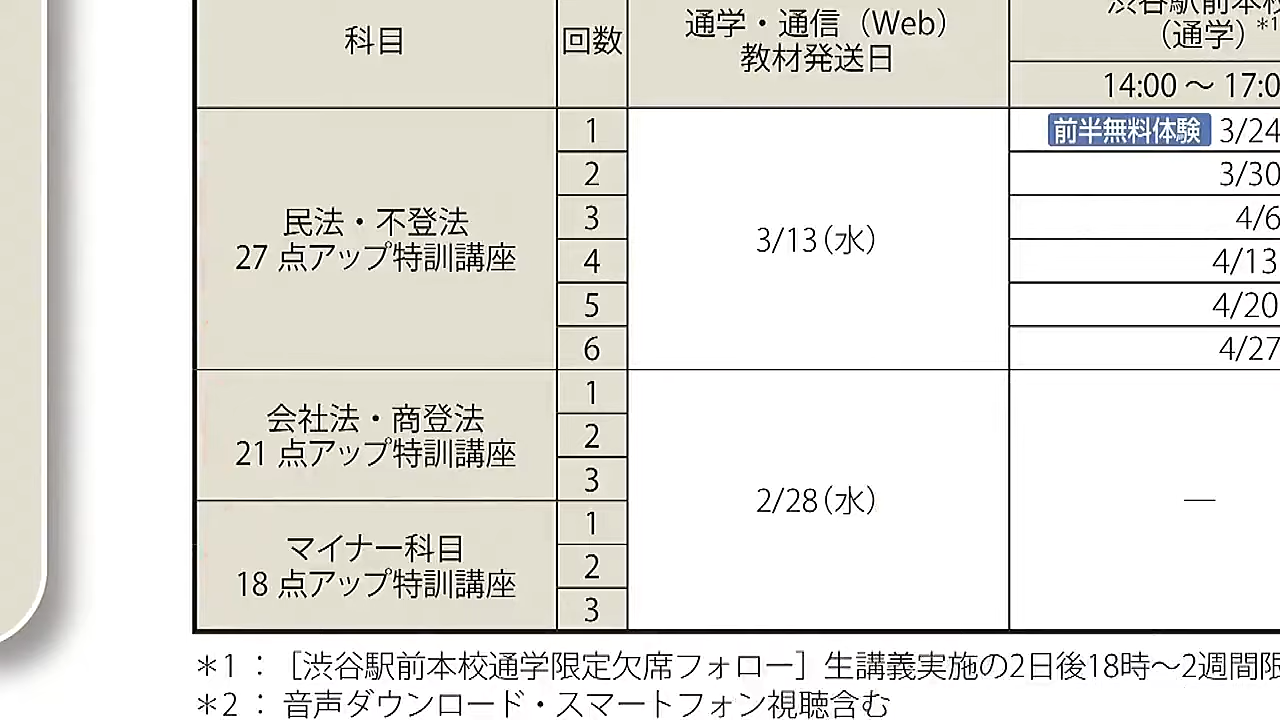 科目
回数
通学・通信（Web）
教材発送日
渋谷駅前本校
（通学）*1
14:00 ～ 17:0
民法・不登法
27 点アップ特訓講座
1
2
3
4
5
6
3/13（水）
前半無料体験 3/24
3/30
4/6
4/13
4/20
4/27
会社法・商登法
21 点アップ特訓講座
1
2
3
マイナー科目
18 点アップ特訓講座
1
2
3
2/28（水）
—
＊1 ： ［渋谷駅前本校通学限定欠席フォロー］生講義実施の2日後18時～2週間限
＊2 ： 音声ダウンロード・スマートフォン視聴含む